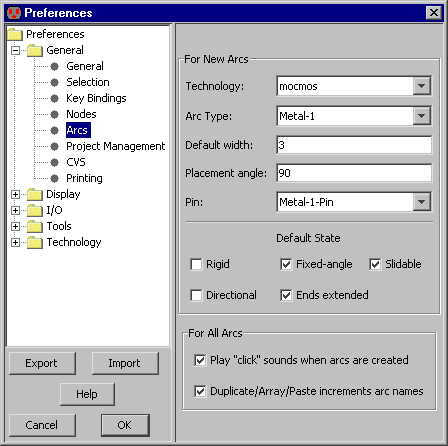 Preferences
Preferences
General
General
Selection
Key Bindings
Nodes
Arcs
Project Management
CVS
Printing
Display
I/O
Tools
Technology
Export
Import
Help
Cancel
OK
For New Arcs
Technology: mocmos
Arc Type: Metal-1
Default width: 3
Placement angle: 90
Pin: Metal-1-Pin
Default State
Rigid Fixed-angle Slidable
Directional Ends extended
For All Arcs
Play "click" sounds when arcs are created
Duplicate/Array/Paste increments arc names